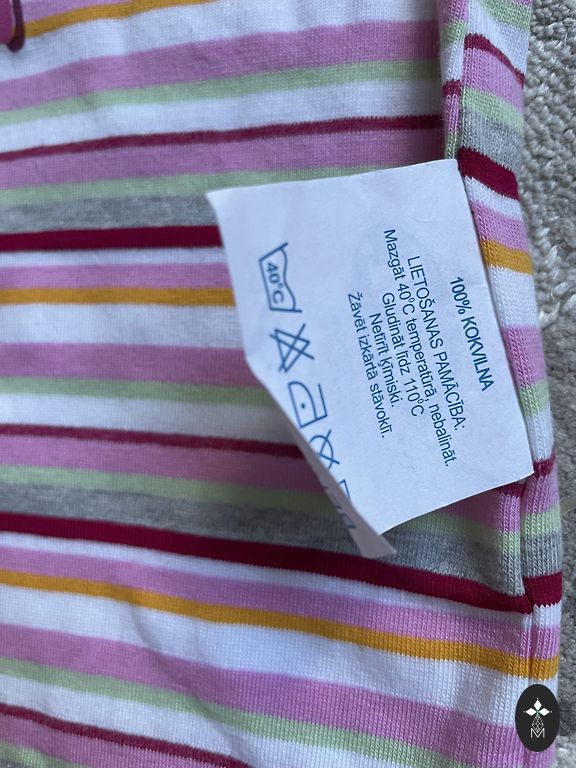 100% KOKVILNA
LIETOŠANAS PAMĀCĪBA:
Mazgāt 40°C temperatūrā, nebalināt.
Gludināt līdz 110°C
Netīrīt ķīmiski.
Žāvēt izkārtā stāvoklī.
40°C
M